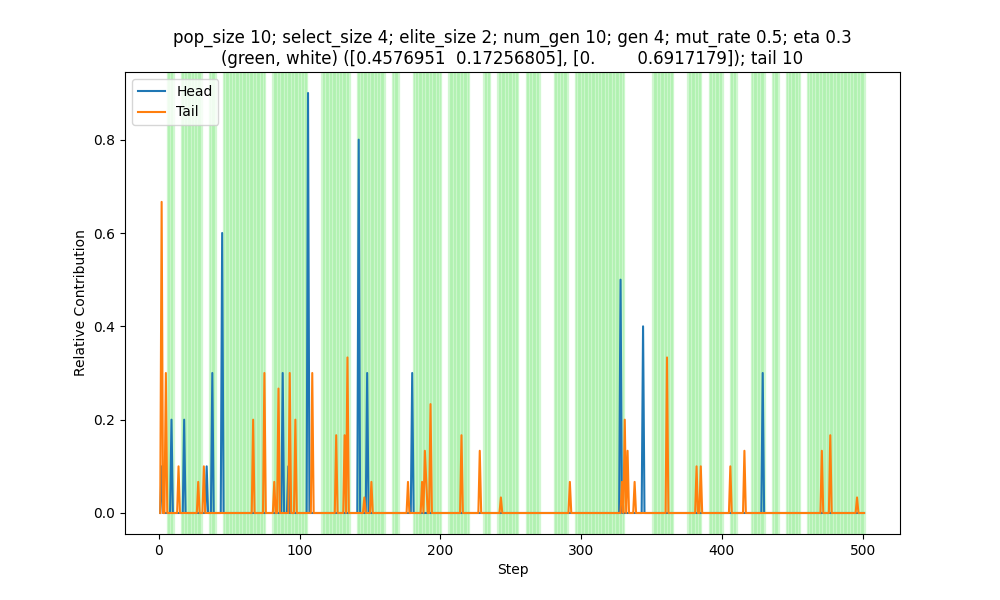 pop_size 10; select_size 4; elite_size 2; num_gen 10; gen 4; mut_rate 0.5; eta 0.3
(green, white) ([0.4576951  0.17256805], [0.         0.6917179]); tail 10
Head
Tail
0.8
0.6
0.4
0.2
0.0
Relative Contribution
0 100 200 300 400 500
Step